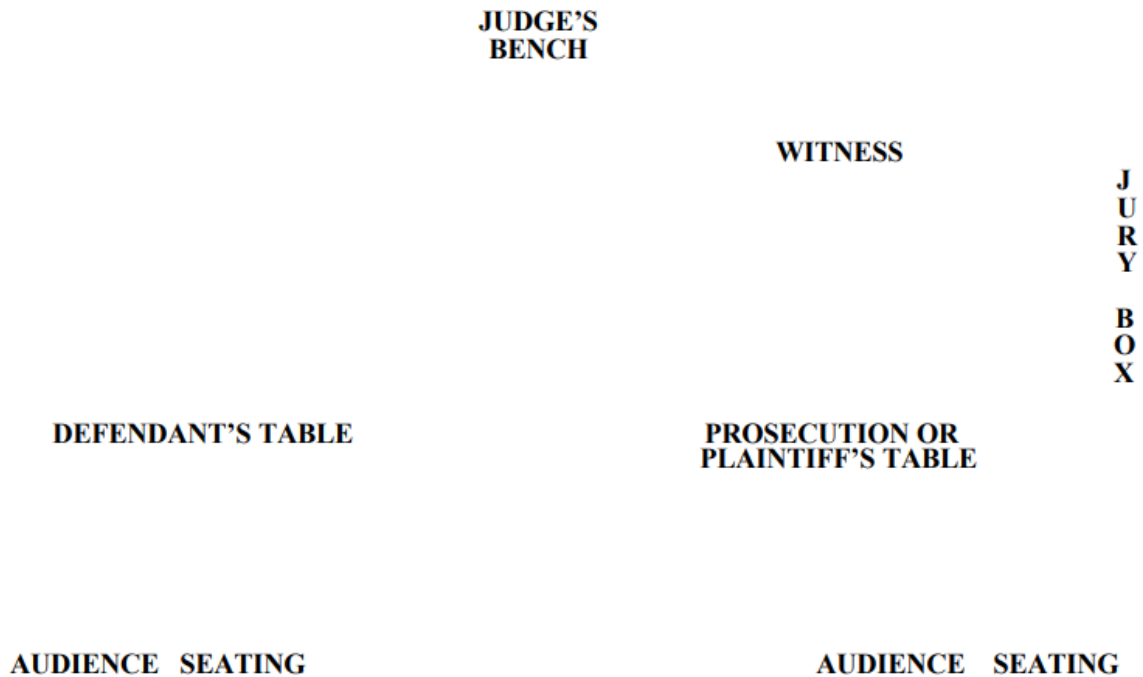 JUDGE’S
BENCH
WITNESS
J
U
R
Y
B
O
X
DEFENDANT’S TABLE
PROSECUTION OR
PLAINTIFF’S TABLE
AUDIENCE SEATING
AUDIENCE SEATING